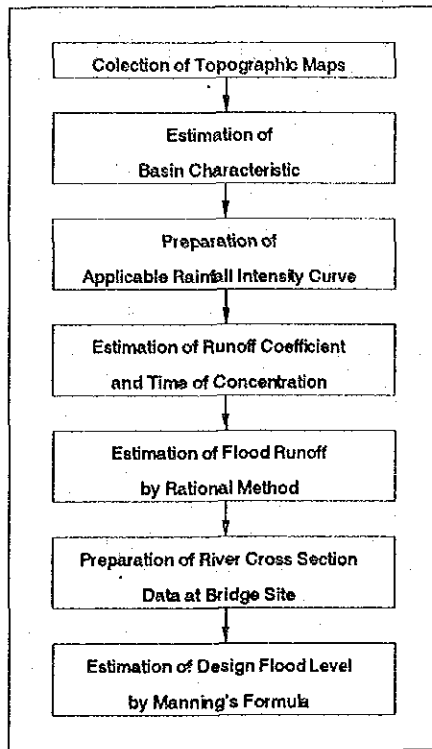 Colection of Topographic Maps
Estimation of
Basin Characteristic
Preparation of
Applicable Rainfall Intensity Curve
Estimation of Runoff Coefficient
and Time of Concentration
Estimation of Flood Runoff
by Rational Method
Preparation of River Cross Section
Data at Bridge Site
Estimation of Design Flood Level
by Manning's Formula